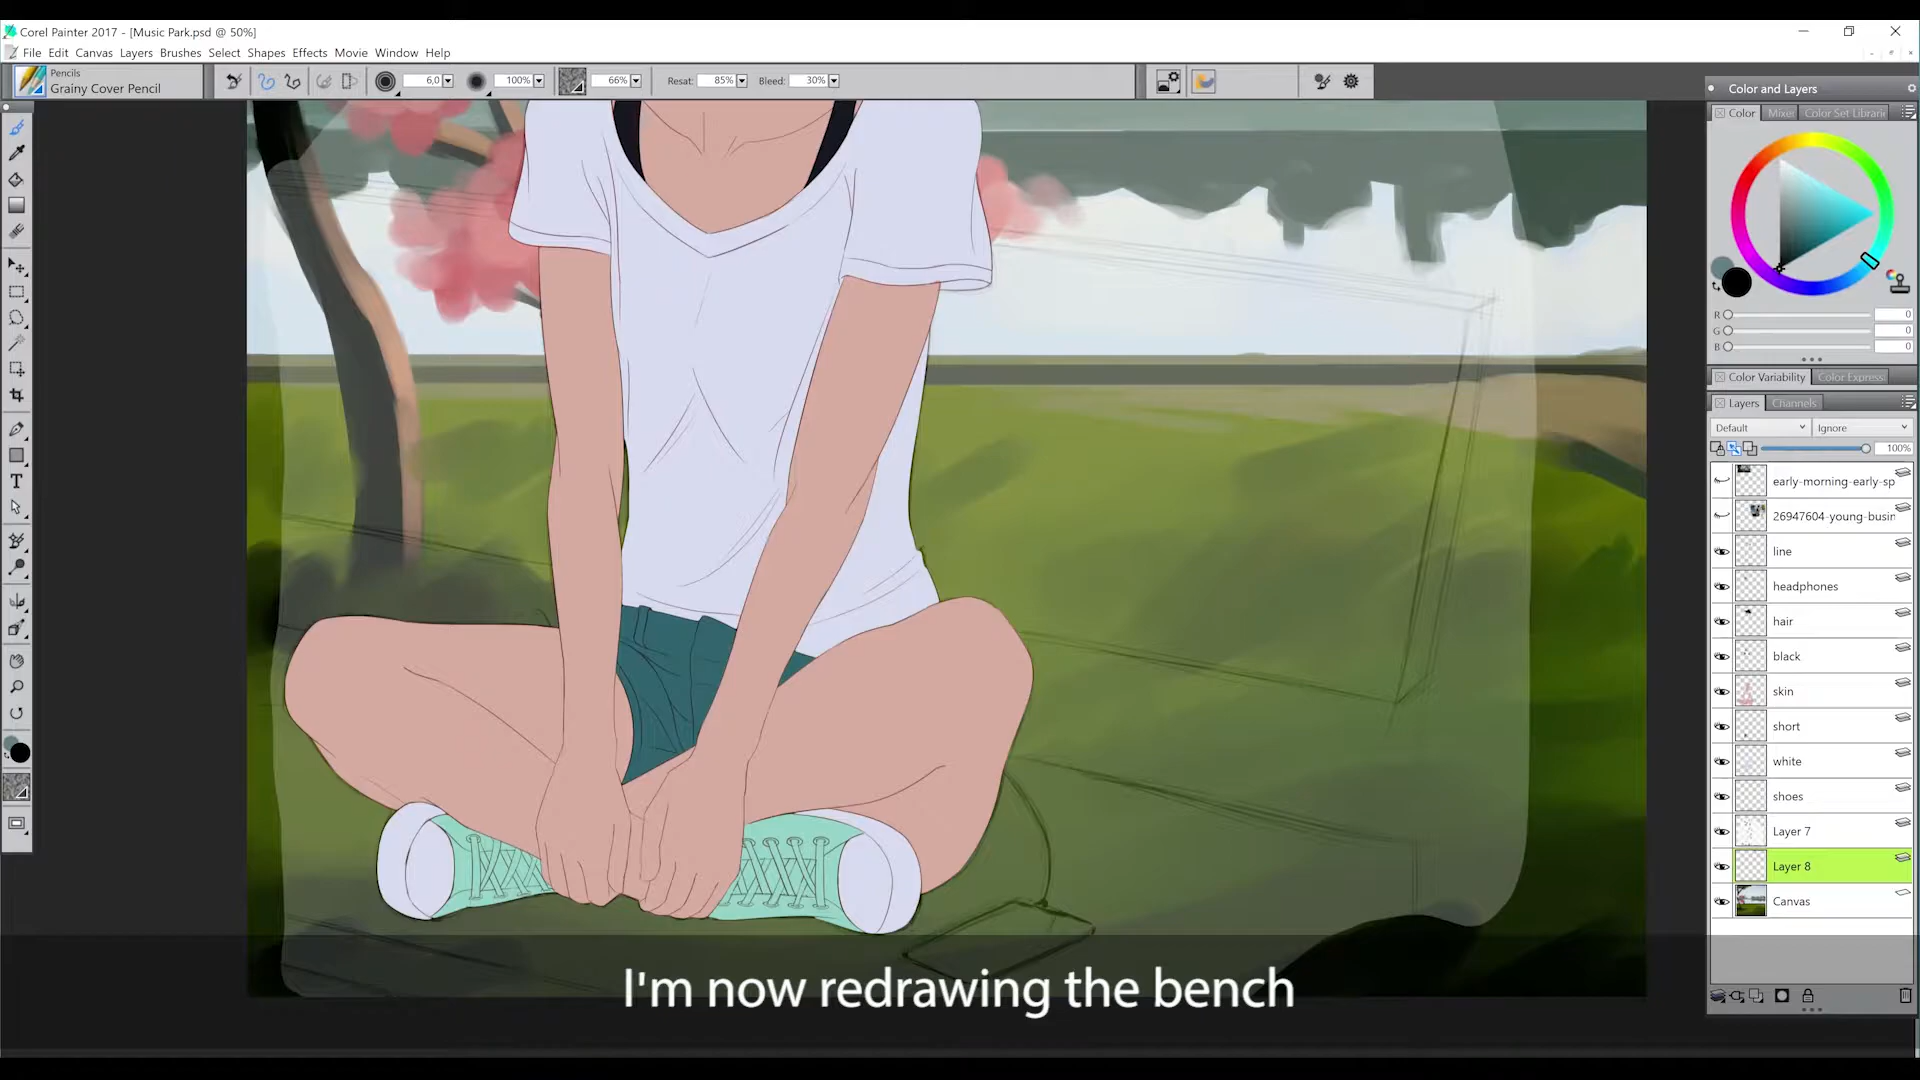 Corel Painter 2017 - [Music Park.psd @ 50%]
File Edit Canvas Layers Brushes Select Shapes Effects Movie Window Help
Pencils
Grainy Cover Pencil
6,0 100% 66% Resat: 85% Bleed: 30%
Color and Layers
Color Mixer Color Set Librari
R 0
G 0
B 0
Color Variability Color Express
Layers Channels
Default Ignore
100%
early-morning-early-sp
26947604-young-busin
line
headphones
hair
black
skin
short
white
shoes
Layer 7
Layer 8
Canvas
T
I'm now redrawing the bench